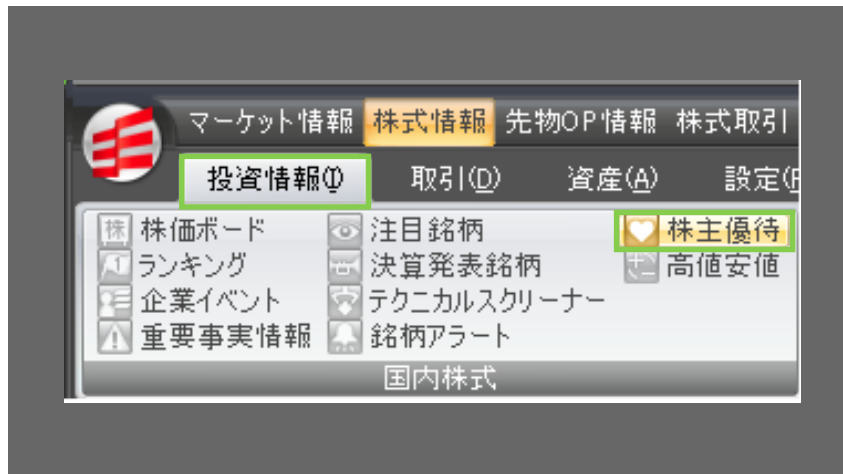 マーケット情報 株式情報 先物OP情報 株式取引
投資情報(I) 取引(D) 資産(A) 設定(
株価ボード 注目銘柄 株主優待
ランキング 決算発表銘柄 高値安値
企業イベント テクニカルスクリーナー
重要事実情報 銘柄アラート
国内株式